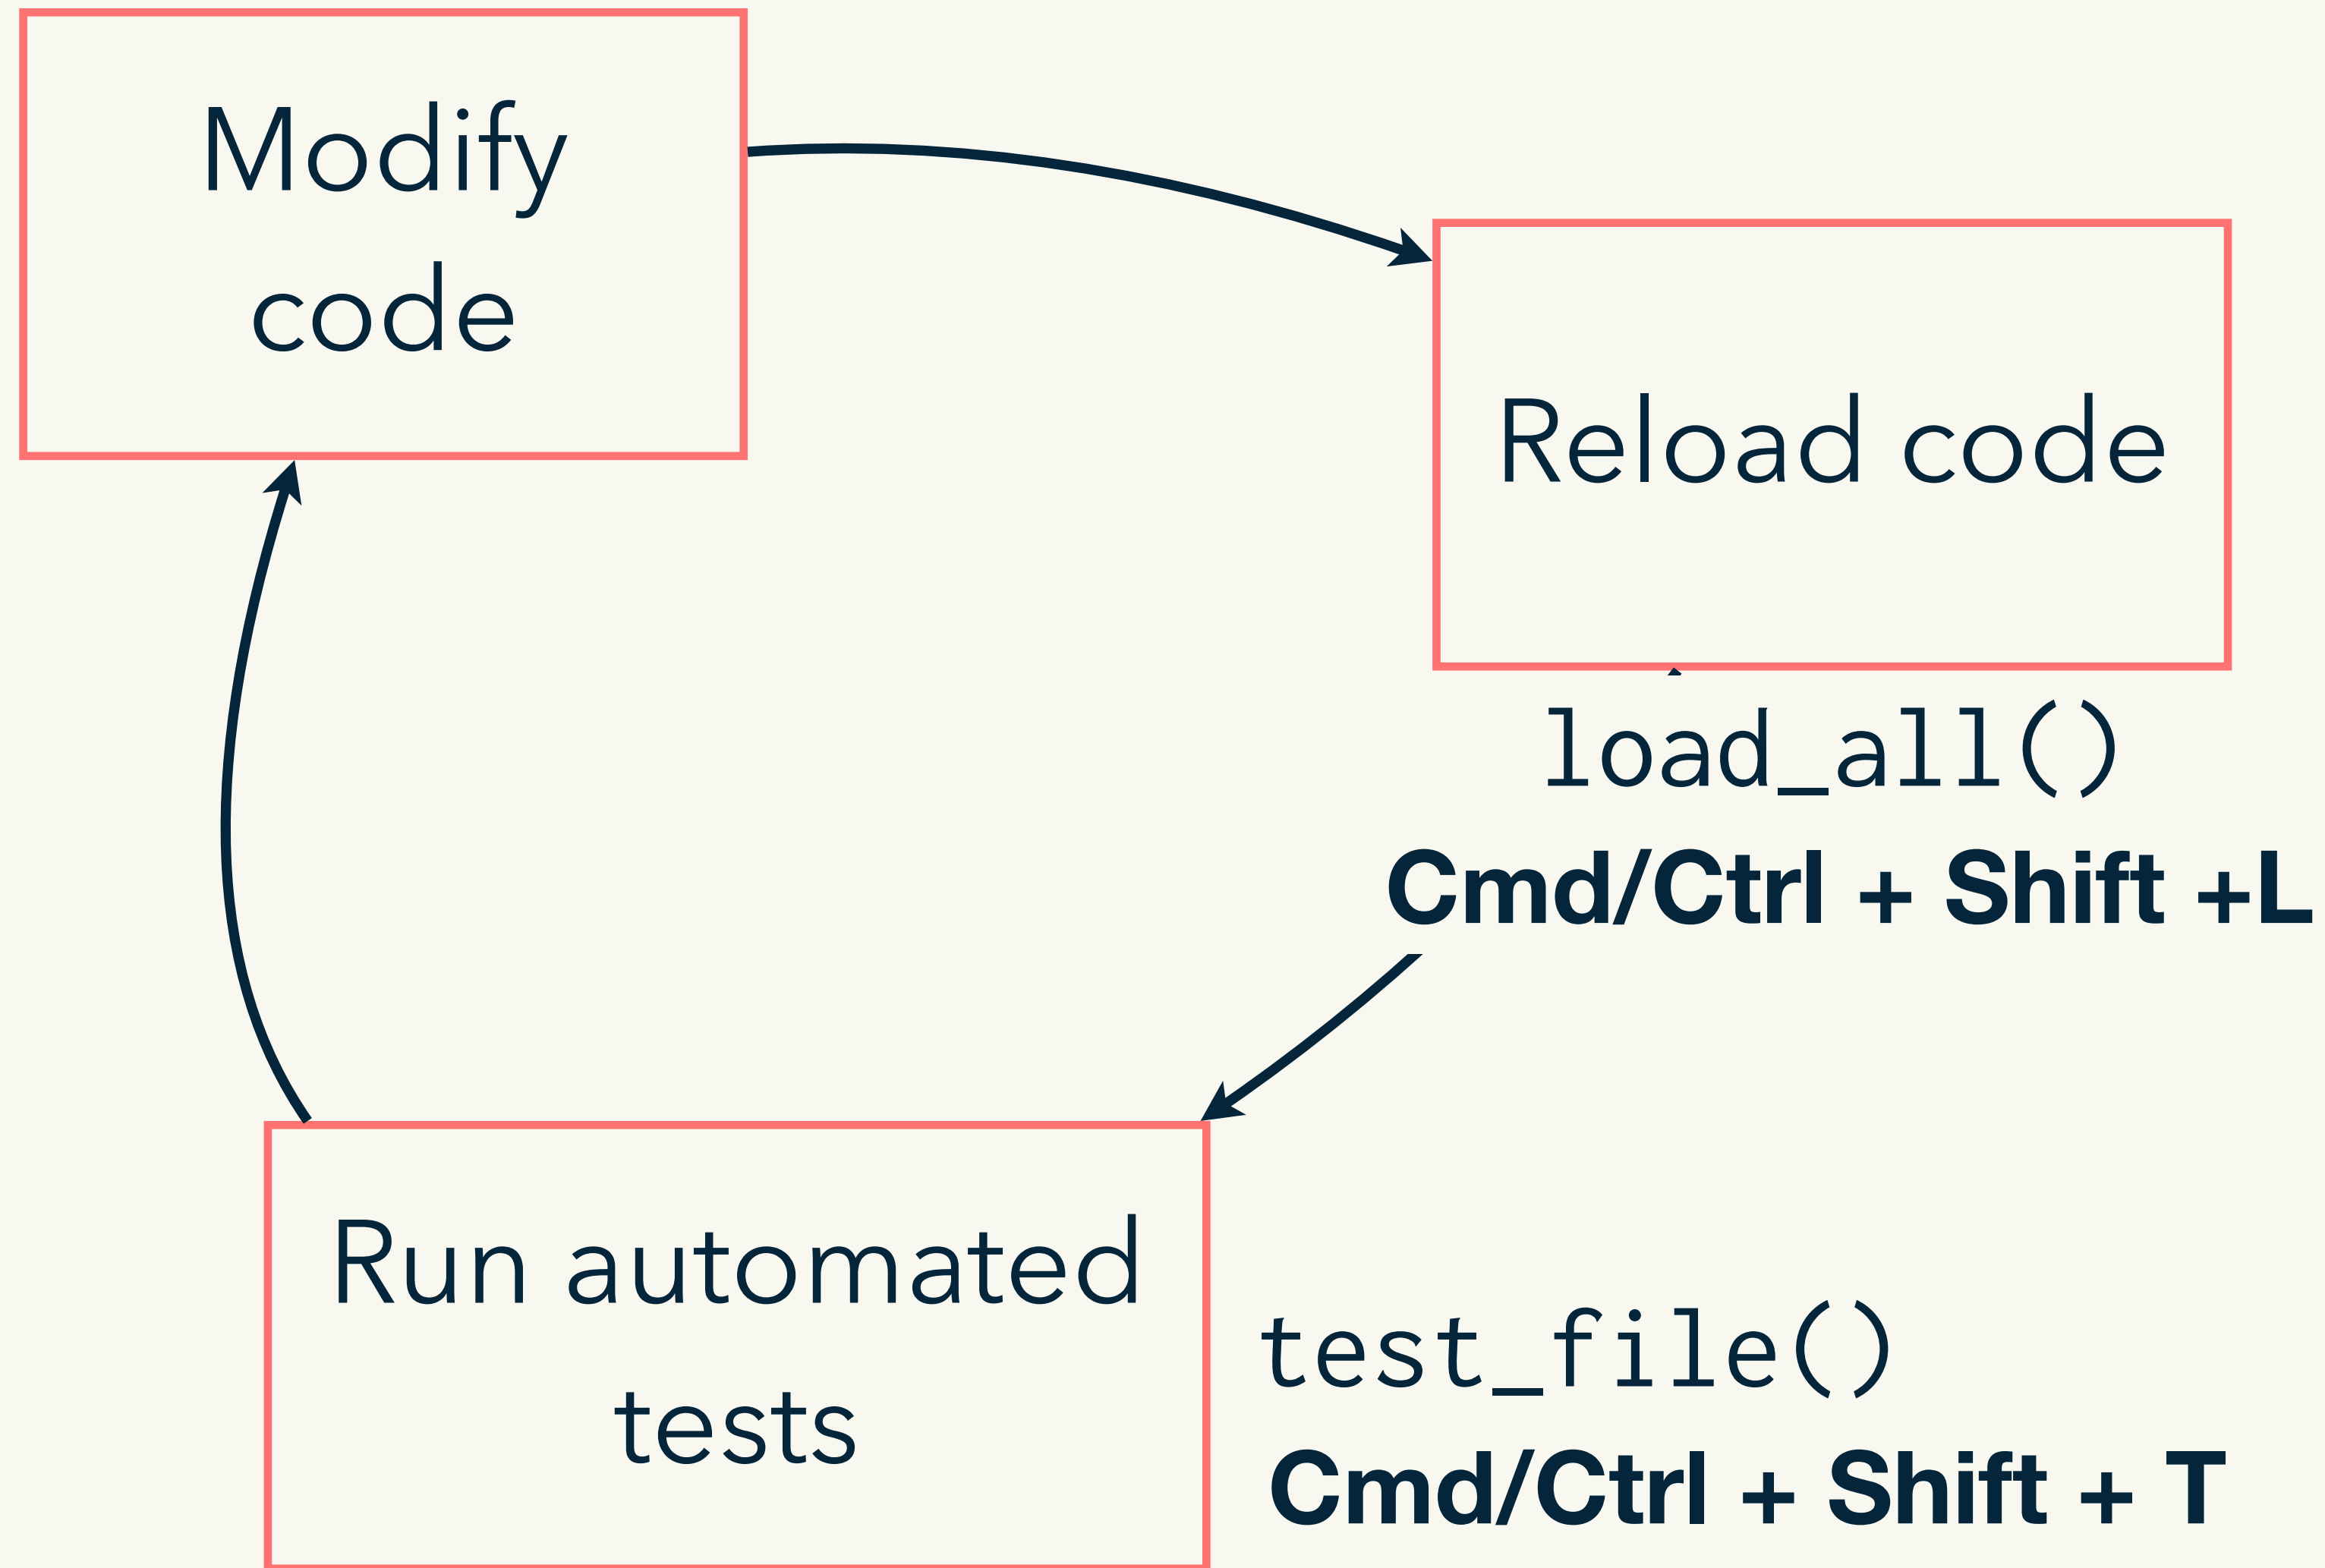 Modify
code
Reload code
load_all()
Cmd/Ctrl + Shift +L
Run automated
tests
test_file()
Cmd/Ctrl + Shift + T